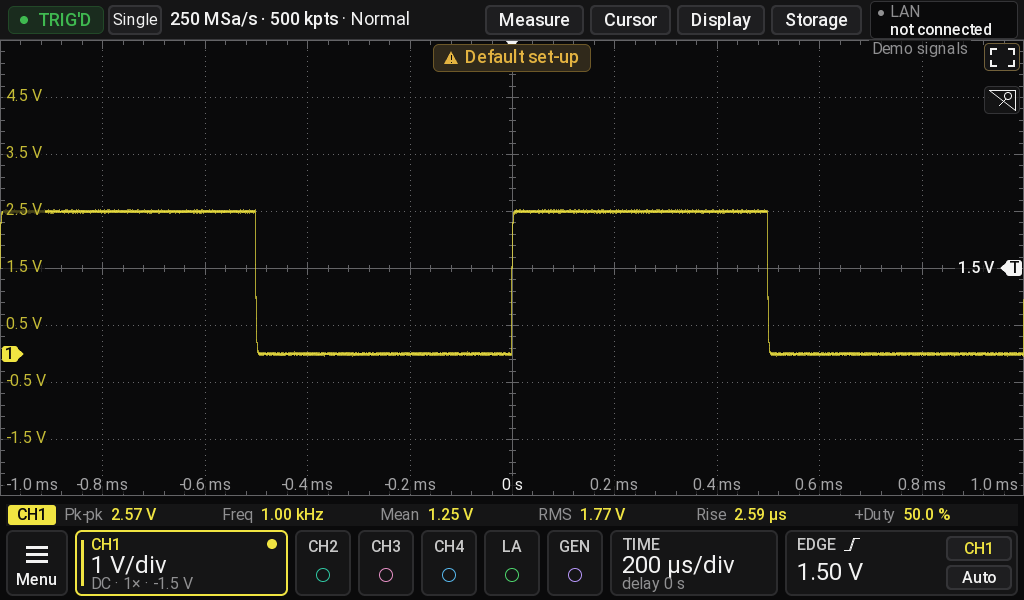 TRIG'D Single 250 MSa/s · 500 kpts · Normal Measure Cursor Display Storage LAN
not connected
Demo signals
Default set-up
4.5 V
3.5 V
2.5 V
1.5 V 1.5 V T
0.5 V
1
-0.5 V
-1.5 V
-1.0 ms -0.8 ms -0.6 ms -0.4 ms -0.2 ms 0 s 0.2 ms 0.4 ms 0.6 ms 0.8 ms 1.0 ms
CH1 Pk-pk 2.57 V Freq 1.00 kHz Mean 1.25 V RMS 1.77 V Rise 2.59 µs +Duty 50.0 %
Menu
CH1
1 V/div
DC · 1× · -1.5 V
CH2 CH3 CH4 LA GEN
TIME
200 µs/div
delay 0 s
EDGE CH1
1.50 V Auto